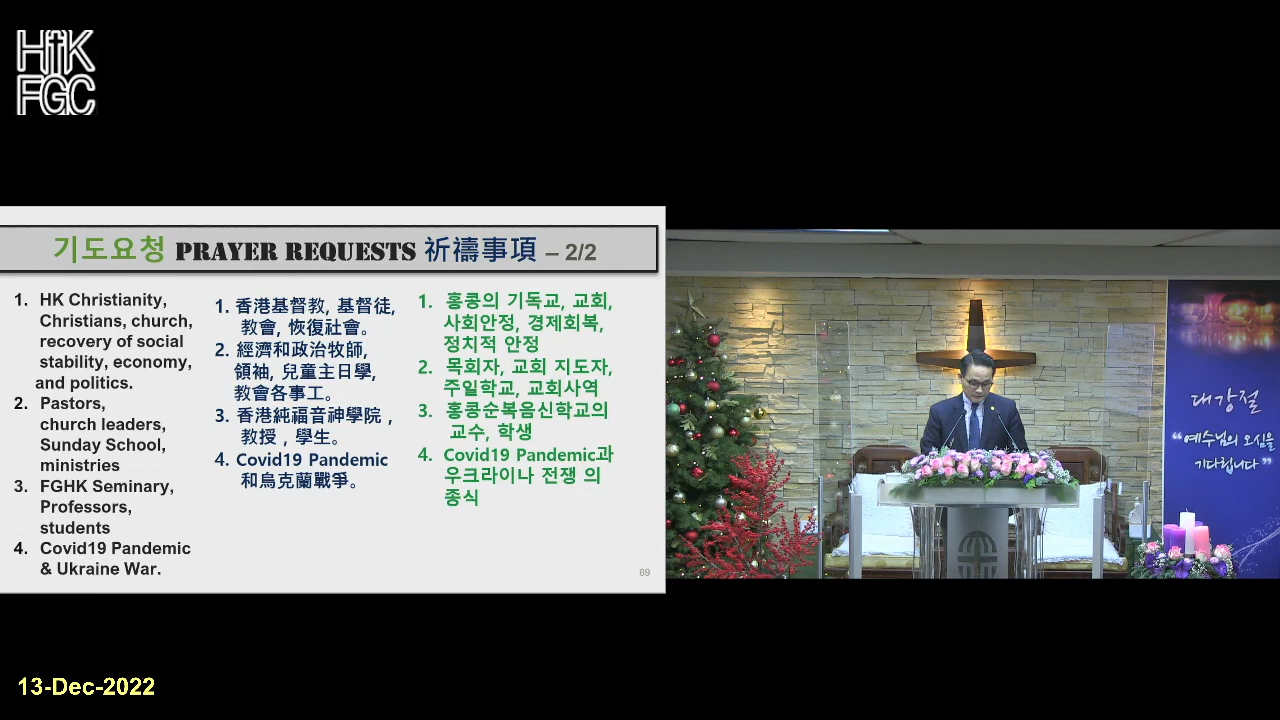 HfK
FGC
기도요청 PRAYER REQUESTS 祈禱事項 – 2/2
1. HK Christianity,
Christians, church,
recovery of social
stability, economy,
and politics.
2. Pastors,
church leaders,
Sunday School,
ministries
3. FGHK Seminary,
Professors,
students
4. Covid19 Pandemic
& Ukraine War.
1. 香港基督教, 基督徒,
教會, 恢復社會。
2. 經濟和政治牧師,
領袖, 兒童主日學,
教會各事工。
3. 香港純福音神學院 ,
教授 , 學生。
4. Covid19 Pandemic
和烏克蘭戰爭。
1. 홍콩의 기독교, 교회,
사회안정, 경제회복,
정치적 안정
2. 목회자, 교회 지도자,
주일학교, 교회사역
3. 홍콩순복음신학교의
교수, 학생
4. Covid19 Pandemic과
우크라이나 전쟁 의
종식
69
대강절
“예수님의 오심을
기다립니다”
13-Dec-2022